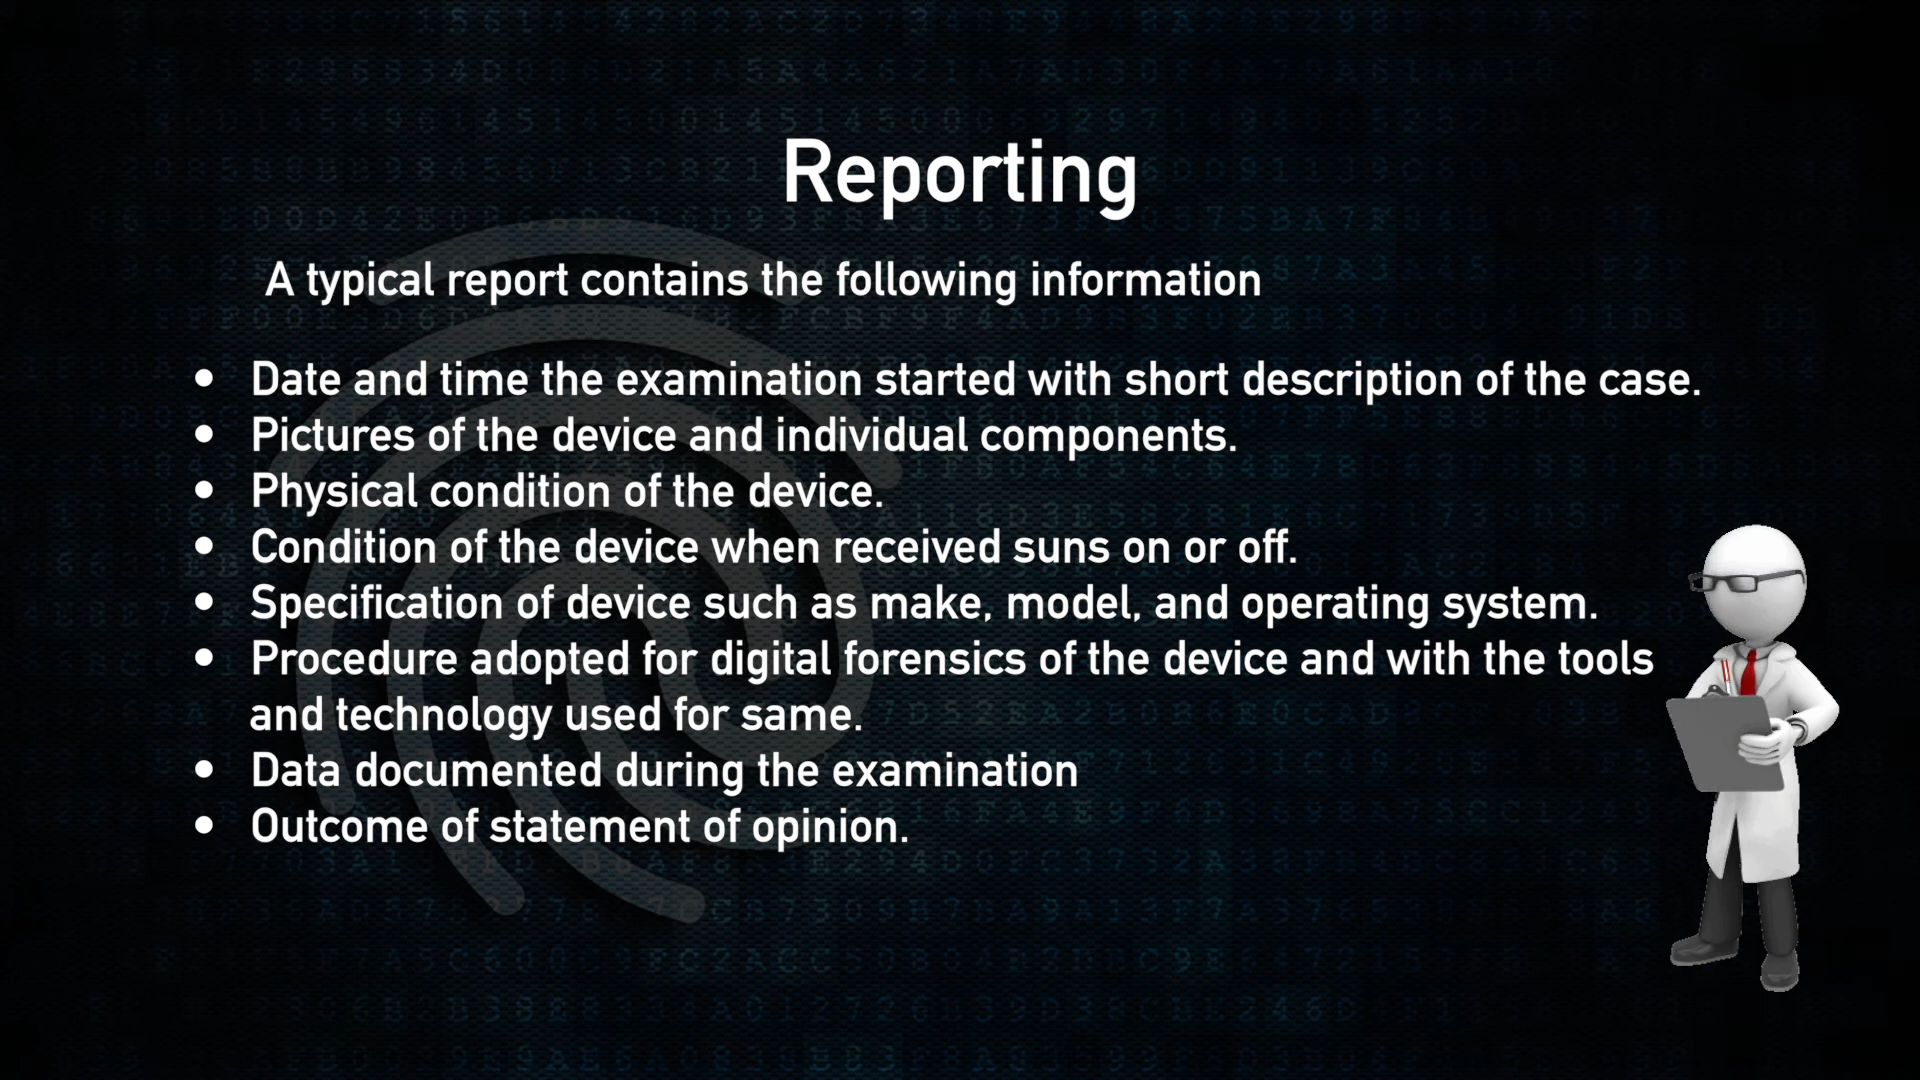 Reporting
A typical report contains the following information
• Date and time the examination started with short description of the case.
• Pictures of the device and individual components.
• Physical condition of the device.
• Condition of the device when received suns on or off.
• Specification of device such as make, model, and operating system.
• Procedure adopted for digital forensics of the device and with the tools
and technology used for same.
• Data documented during the examination
• Outcome of statement of opinion.